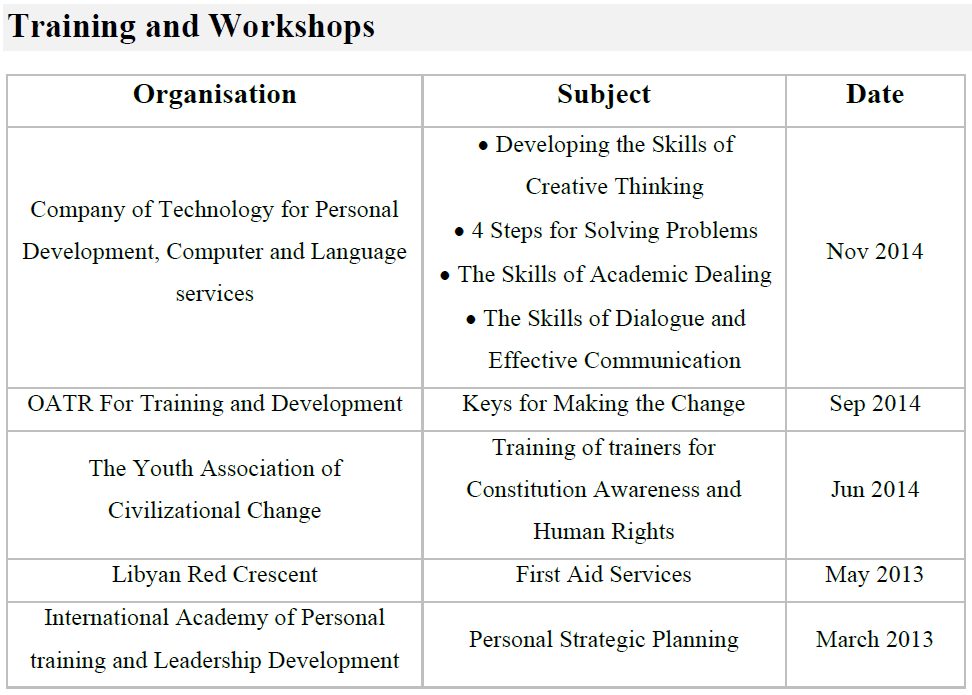 Training and Workshops
Organisation
Subject
Date
Company of Technology for Personal
Development, Computer and Language
services
• Developing the Skills of
Creative Thinking
• 4 Steps for Solving Problems
• The Skills of Academic Dealing
• The Skills of Dialogue and
Effective Communication
Nov 2014
OATR For Training and Development
Keys for Making the Change
Sep 2014
The Youth Association of
Civilizational Change
Training of trainers for
Constitution Awareness and
Human Rights
Jun 2014
Libyan Red Crescent
First Aid Services
May 2013
International Academy of Personal
training and Leadership Development
Personal Strategic Planning
March 2013